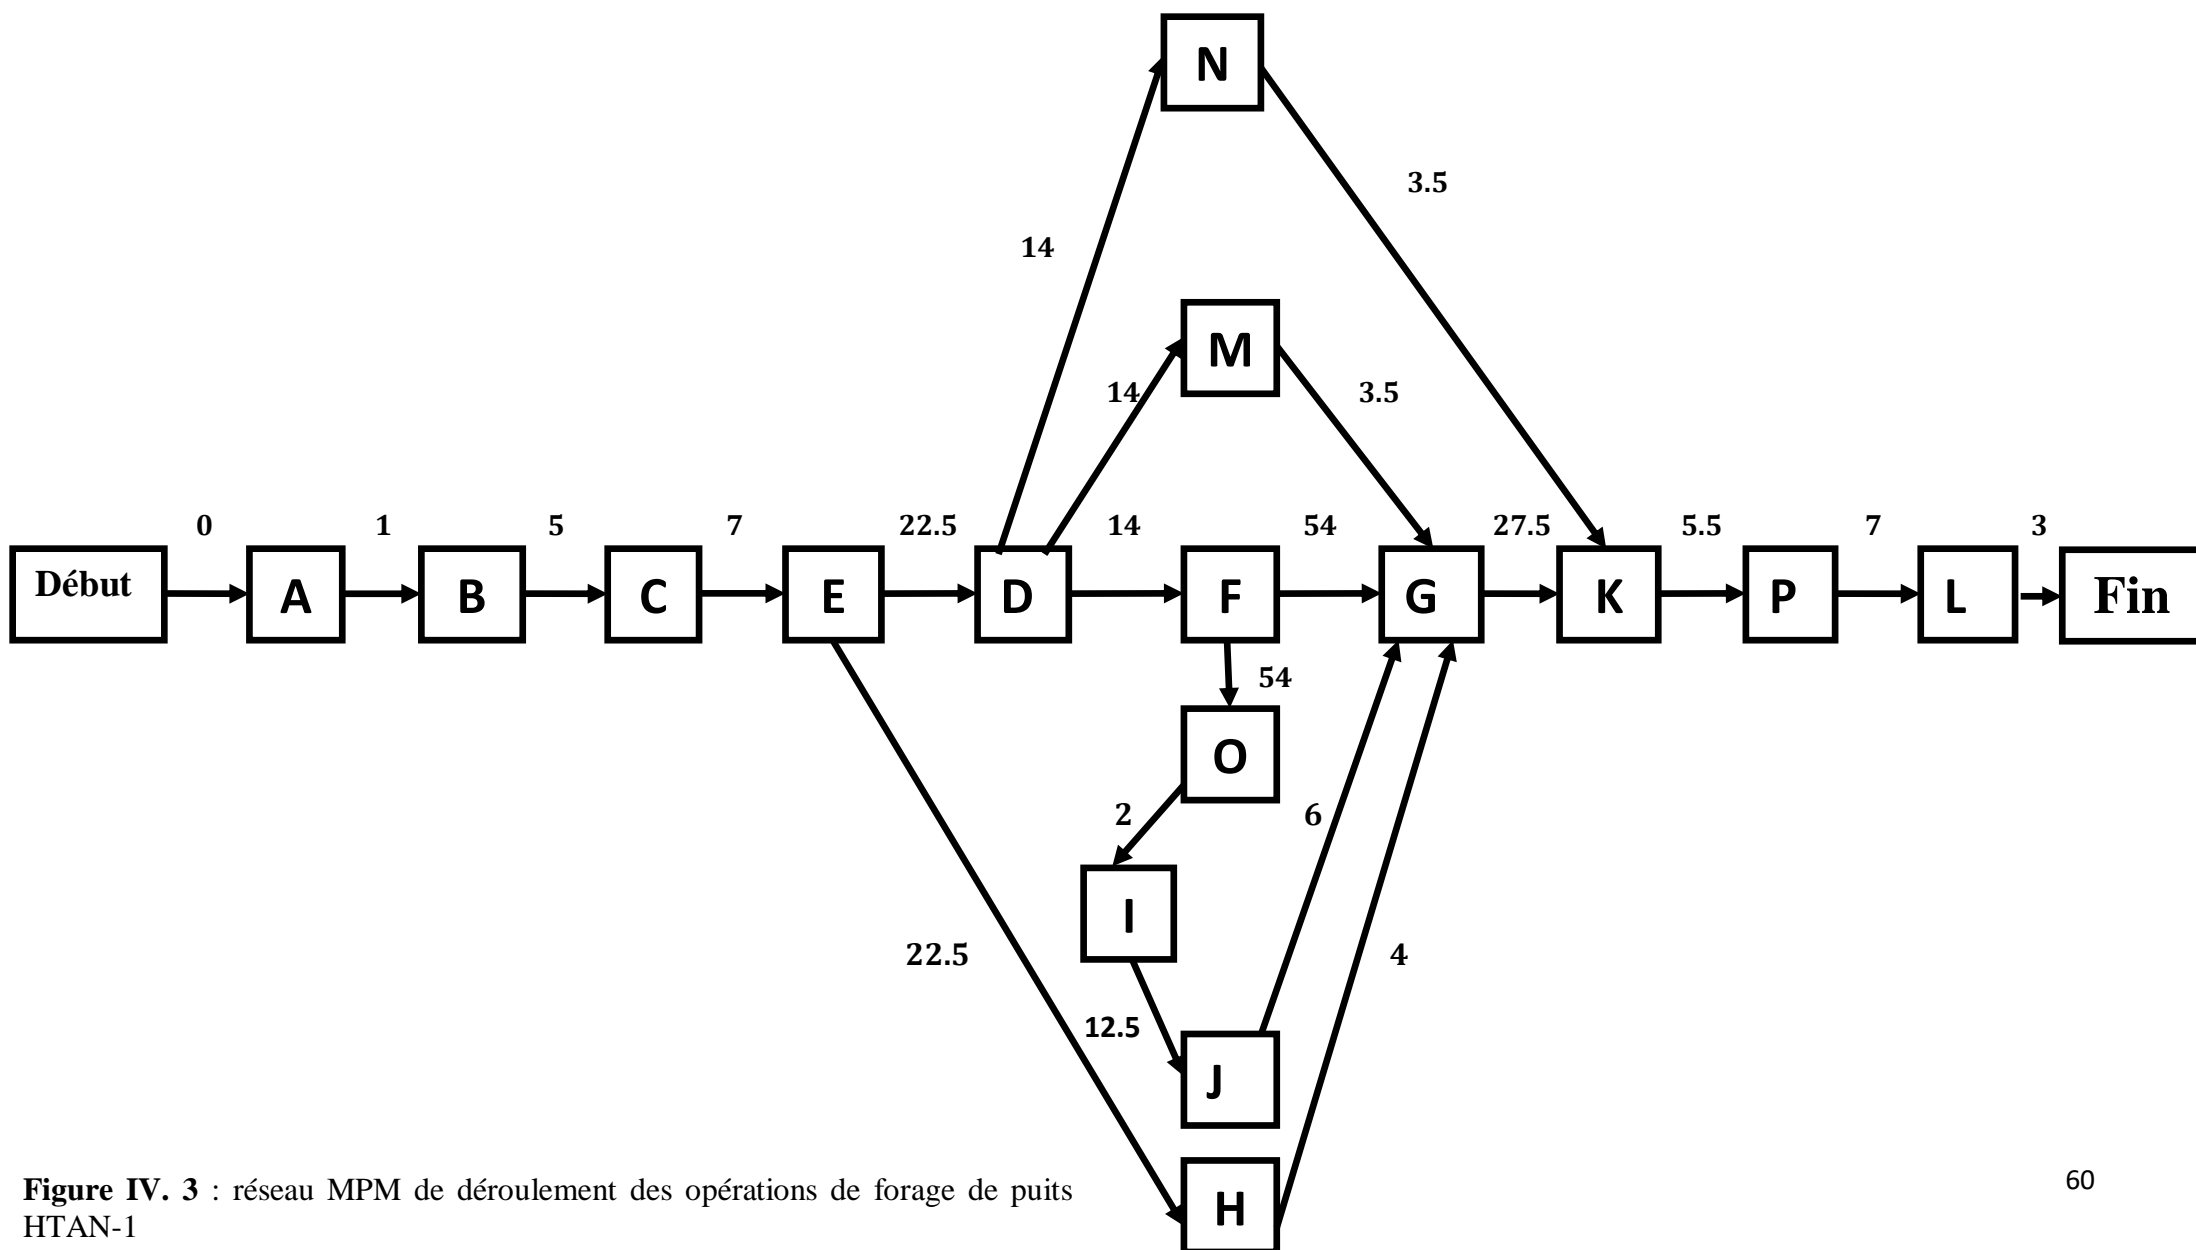 N
3.5
14
M
14
3.5
0 1 5 7 22.5 14 54 27.5 5.5 7 3
Début A B C E D F G K P L Fin
54
O
2 6
I
22.5 4
12.5
J
H
Figure IV. 3 : réseau MPM de déroulement des opérations de forage de puits
HTAN-1
60